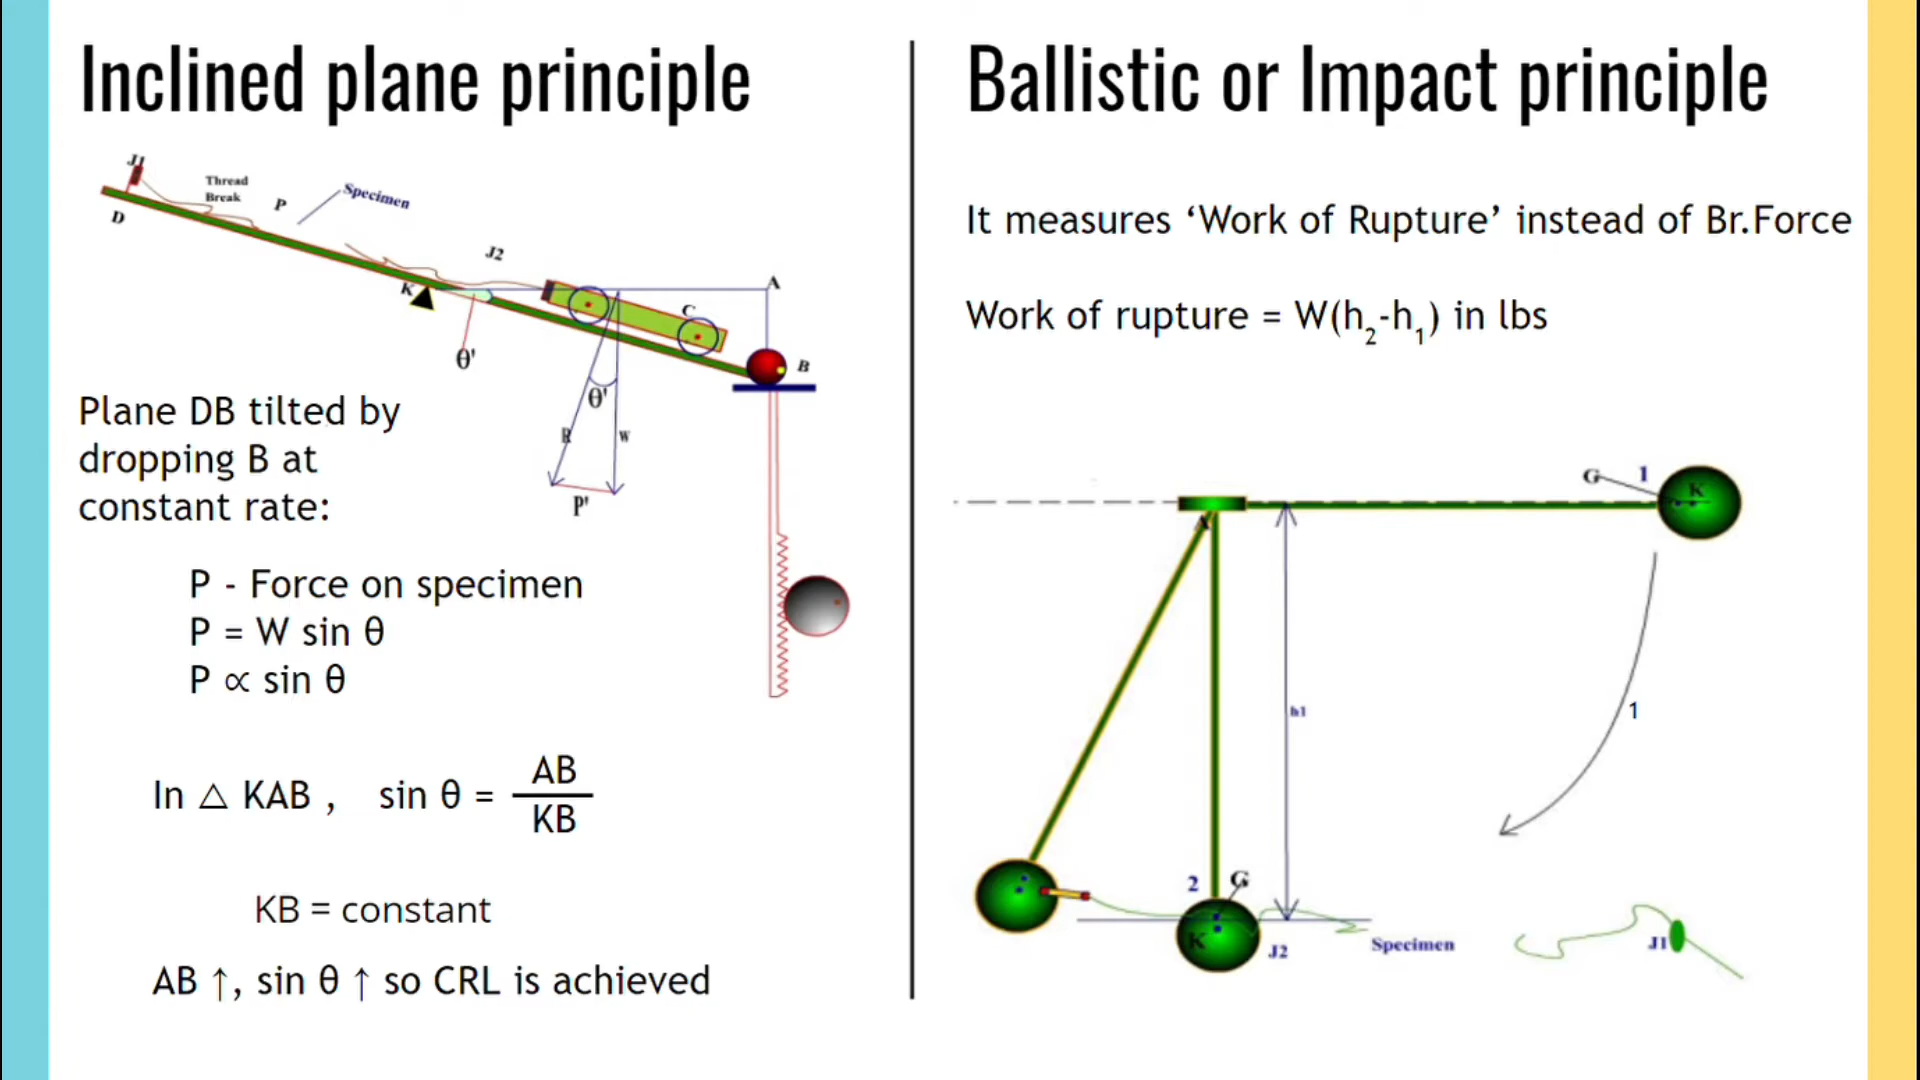 Inclined plane principle
J1
Thread
Break
P
Specimen
D
J2
K
A
C
θ'
B
θ'
R
W
P'
Plane DB tilted by
dropping B at
constant rate:
P - Force on specimen
P = W sin θ
P ∝ sin θ
In △ KAB , sin θ = AB
KB
KB = constant
AB ↑, sin θ ↑ so CRL is achieved
Ballistic or Impact principle
It measures ‘Work of Rupture’ instead of Br.Force
Work of rupture = W(h₂-h₁) in lbs
G 1
K
A
h1
1
2 G
K
J2
Specimen
J1